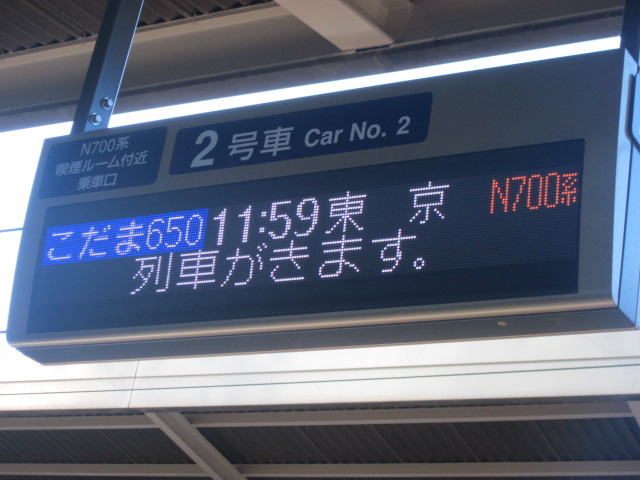 N700系
喫煙ルーム付近
乗車口
2号車 Car No. 2
こだま650 11:59 東 京 N700系
列車がきます。